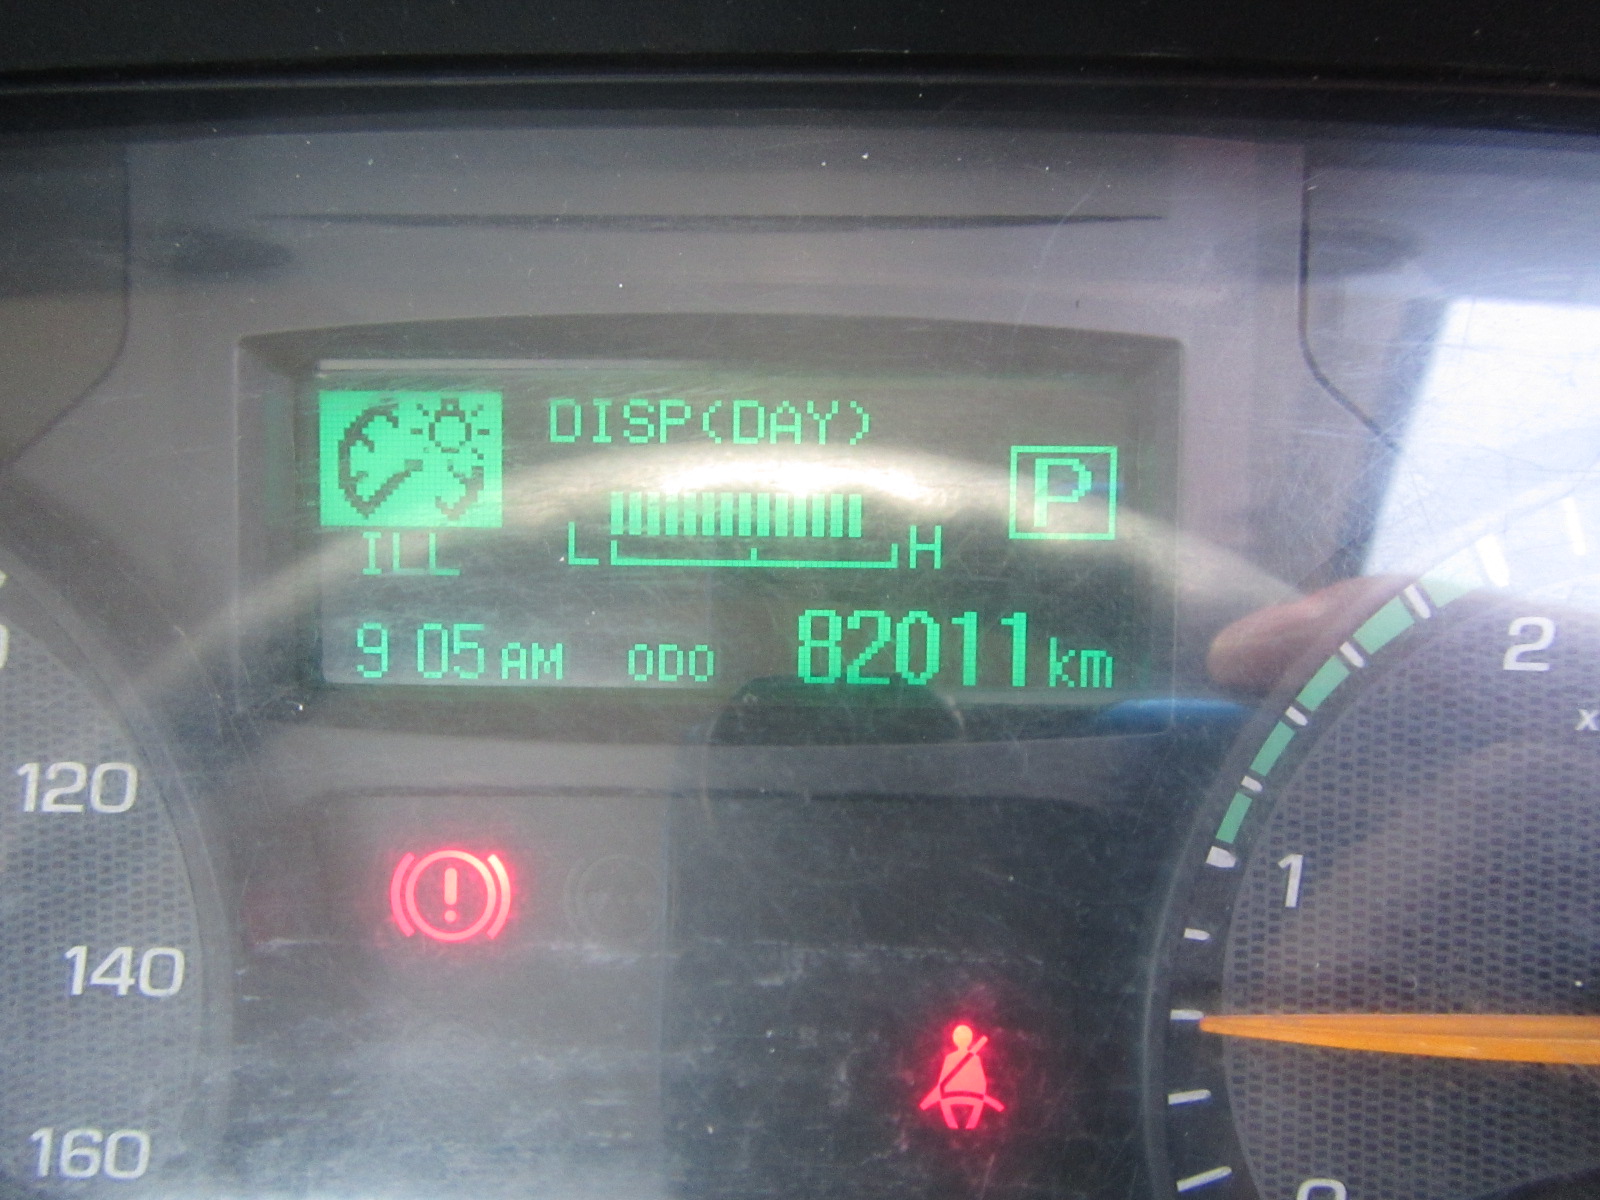 DISP(DAY)
P
L H
ILL
9 05 AM ODO 82011 km
120
140
160
2
1
x